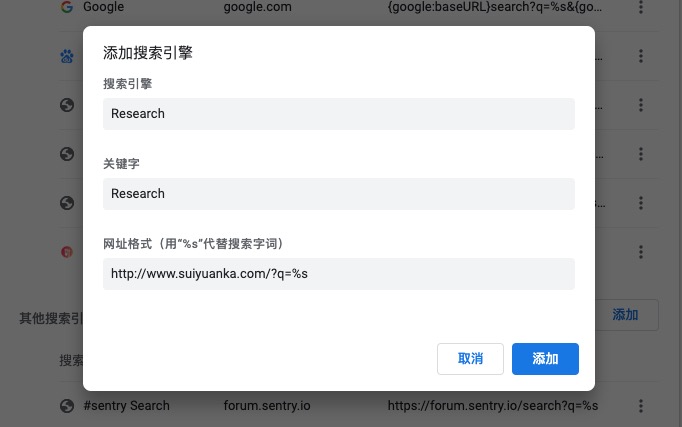 Google google.com {google:baseURL}search?q=%s&{go...
添加搜索引擎
搜索引擎
Research
关键字
Research
网址格式（用“%s”代替搜索字词）
http://www.suiyuanka.com/?q=%s
其他搜索引
添加
搜索
取消 添加
#sentry Search forum.sentry.io https://forum.sentry.io/search?q=%s